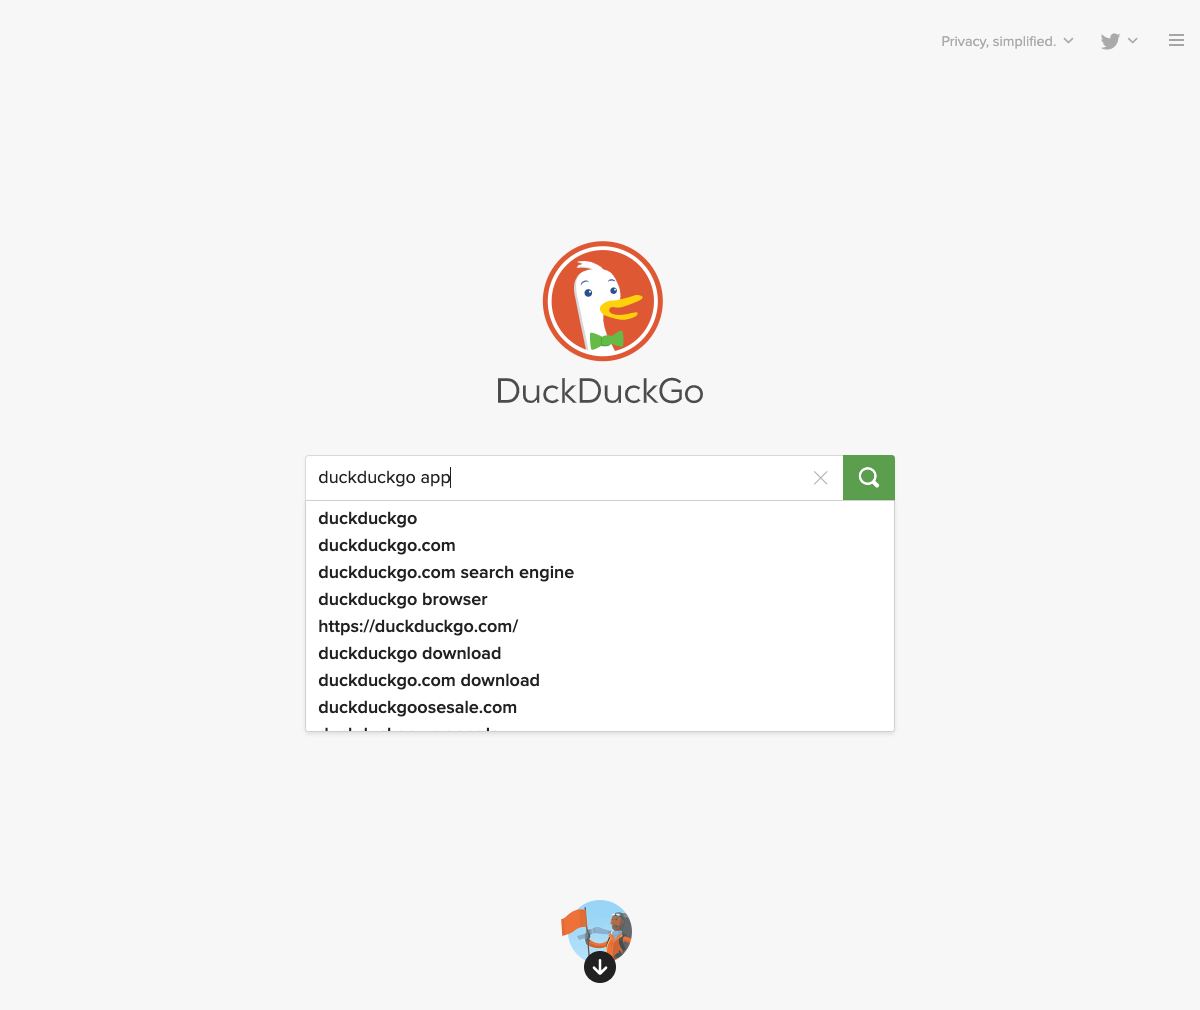 Privacy, simplified.
DuckDuckGo
duckduckgo app
duckduckgo
duckduckgo.com
duckduckgo.com search engine
duckduckgo browser
https://duckduckgo.com/
duckduckgo download
duckduckgo.com download
duckduckgoosesale.com